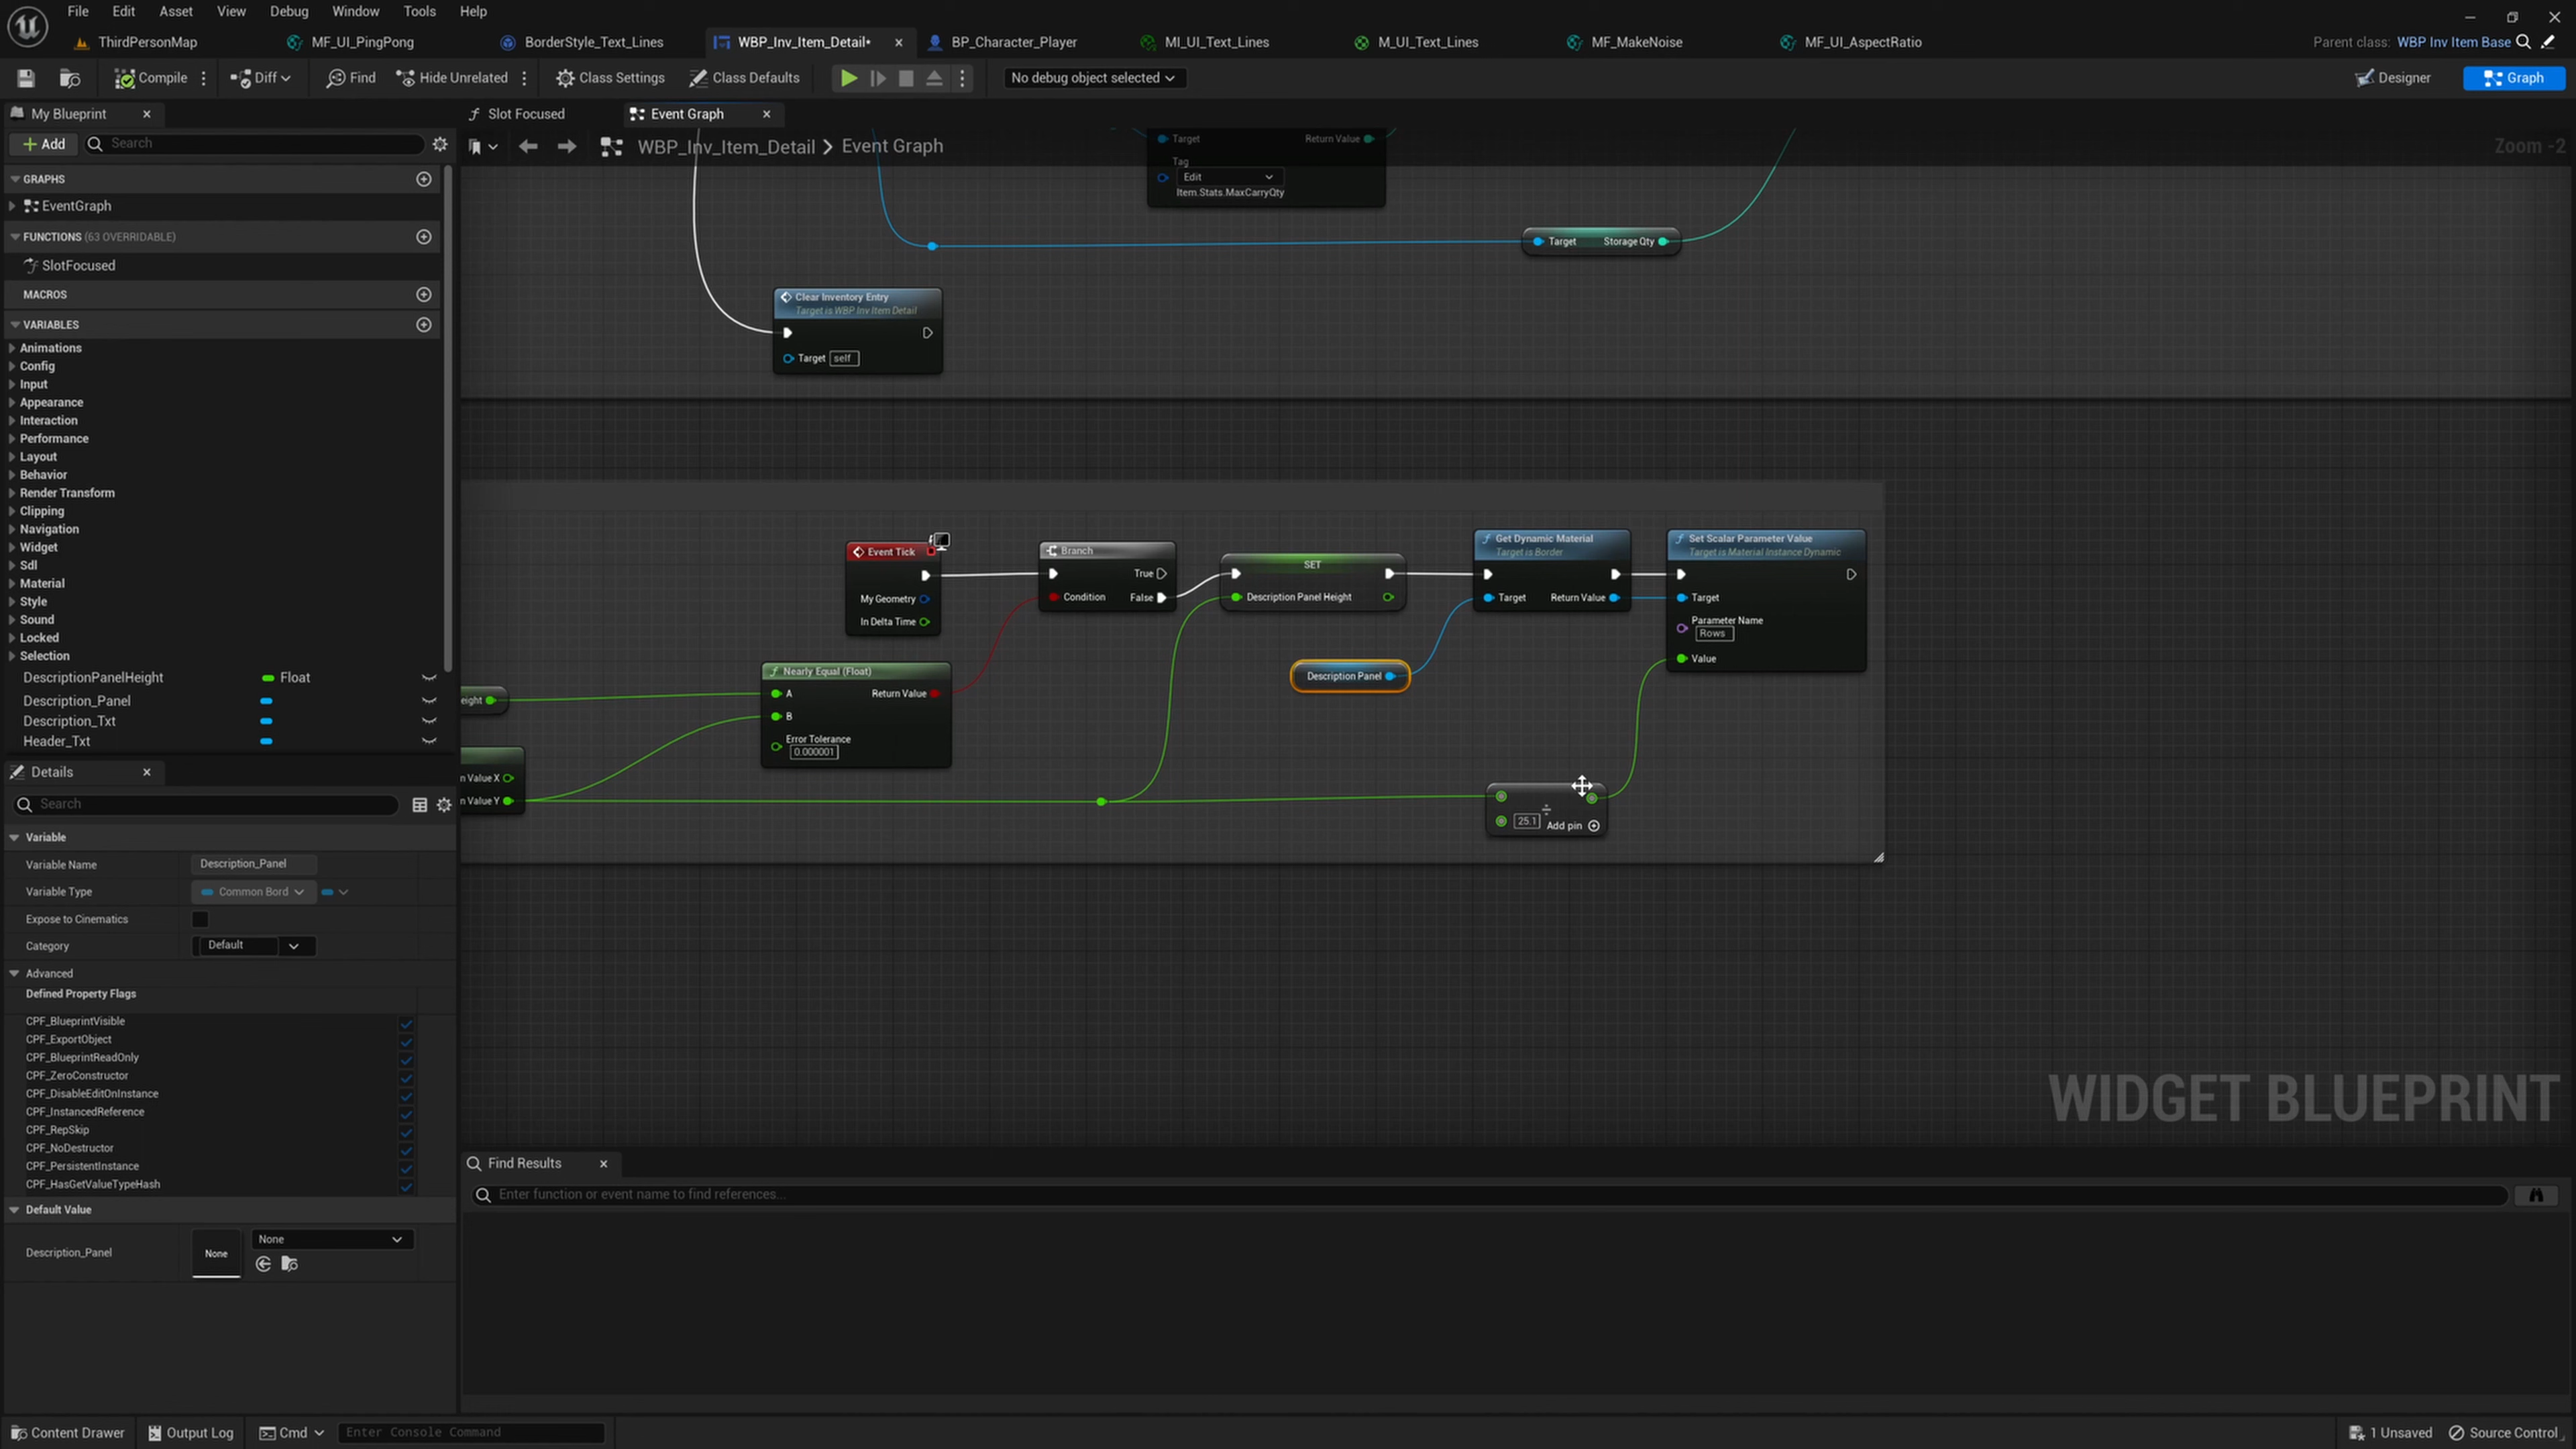 File Edit Asset View Debug Window Tools Help
ThirdPersonMap MF_UI_PingPong BorderStyle_Text_Lines WBP_Inv_Item_Detail* BP_Character_Player MI_UI_Text_Lines M_UI_Text_Lines MF_MakeNoise MF_UI_AspectRatio Parent class: WBP Inv Item Base
Compile Diff Find Hide Unrelated Class Settings Class Defaults No debug object selected Designer Graph
My Blueprint Slot Focused Event Graph
Add Search WBP_Inv_Item_Detail > Event Graph Zoom -2
GRAPHS
EventGraph
FUNCTIONS (63 OVERRIDABLE)
SlotFocused
MACROS
VARIABLES
Animations
Config
Input
Appearance
Interaction
Performance
Layout
Behavior
Render Transform
Clipping
Navigation
Widget
Sdl
Material
Style
Sound
Locked
Selection
DescriptionPanelHeight Float
Description_Panel
Description_Txt
Header_Txt
Target Return Value
Tag
Edit
Item.Stats.MaxCarryQty
Target Storage Qty
Clear Inventory Entry
Target is WBP Inv Item Detail
Target self
Event Tick
My Geometry
In Delta Time
Branch
True
Condition False
SET
Description Panel Height
Get Dynamic Material
Target is Border
Target Return Value
Set Scalar Parameter Value
Target is Material Instance Dynamic
Target
Parameter Name
Rows
Value
Description Panel
Nearly Equal (Float)
A Return Value
B
Error Tolerance
0.000001
eight
n Value X
n Value Y
÷
25.1 Add pin
WIDGET BLUEPRINT
Details
Search
Variable
Variable Name Description_Panel
Variable Type Common Bord
Expose to Cinematics
Category Default
Advanced
Defined Property Flags
CPF_BlueprintVisible
CPF_ExportObject
CPF_BlueprintReadOnly
CPF_ZeroConstructor
CPF_DisableEditOnInstance
CPF_InstancedReference
CPF_RepSkip
CPF_NoDestructor
CPF_PersistentInstance
CPF_HasGetValueTypeHash
Default Value
Description_Panel None None
Find Results
Enter function or event name to find references...
Content Drawer Output Log Cmd Enter Console Command 1 Unsaved Source Control